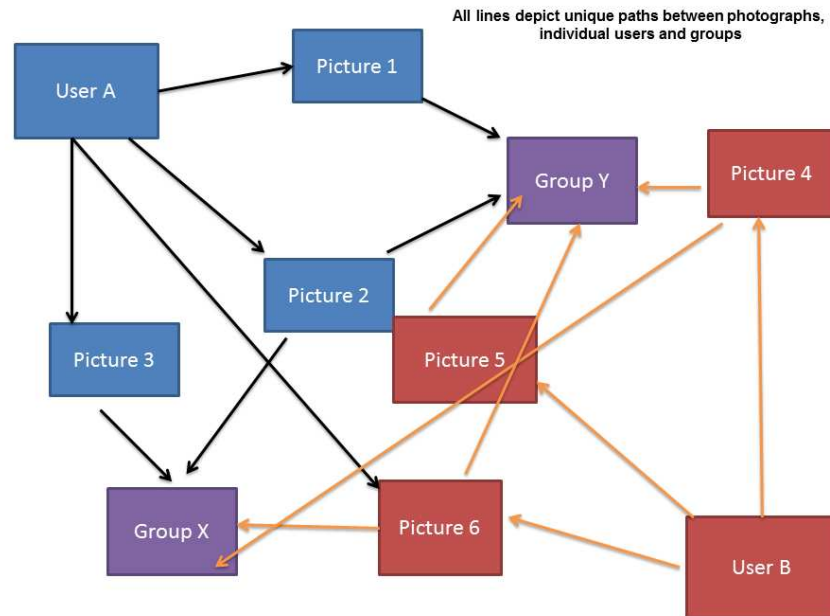 All lines depict unique paths between photographs,
individual users and groups
User A
Picture 1
Group Y
Picture 4
Picture 2
Picture 3
Picture 5
Group X
Picture 6
User B